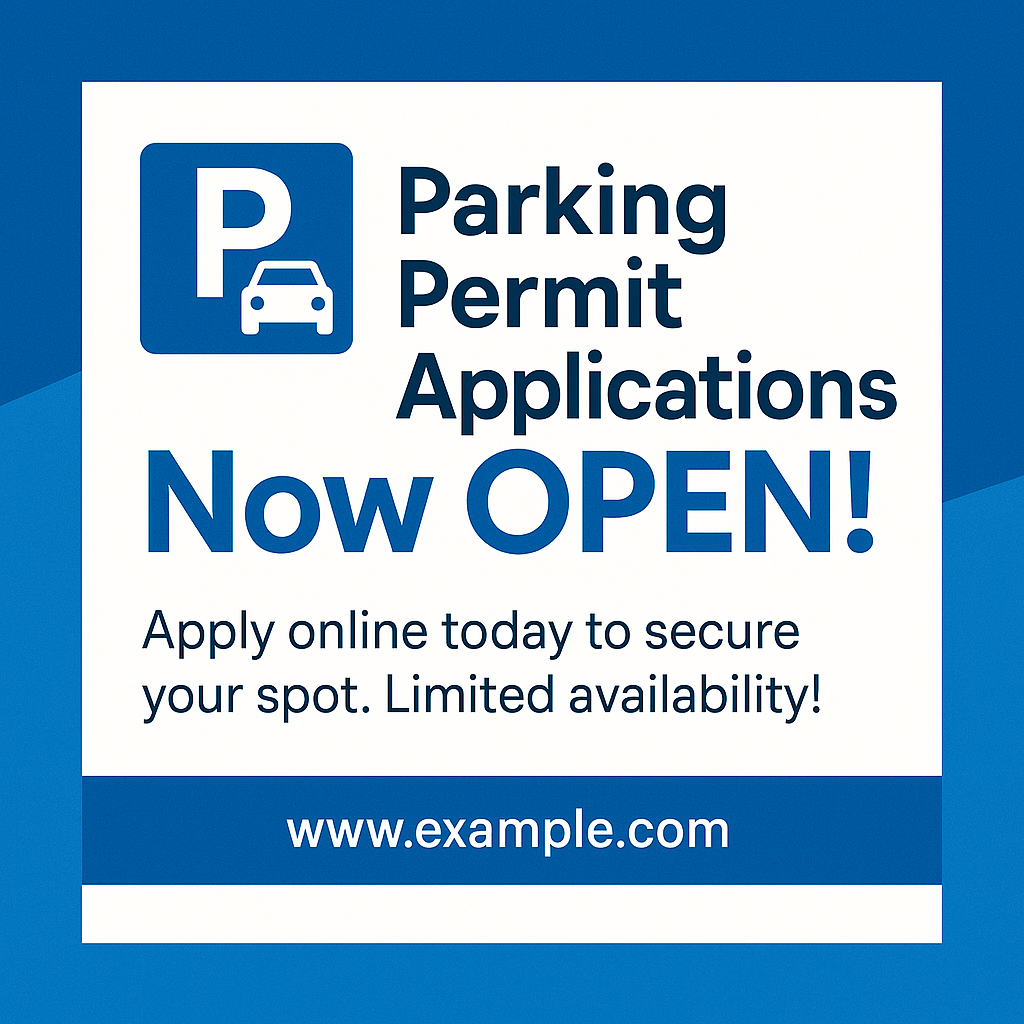 P
Parking
Permit
Applications
Now OPEN!
Apply online today to secure
your spot. Limited availability!
www.example.com